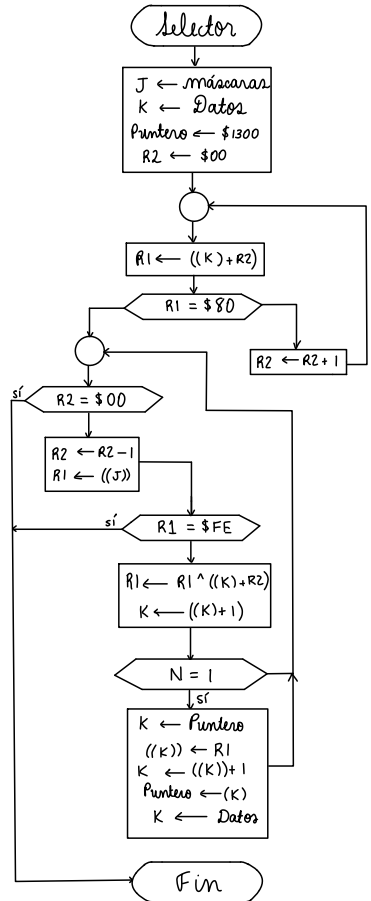 Selector
J ← máscaras
K ← Datos
Puntero ← $1300
R2 ← $00
R1 ← ((K)+R2)
R1 = $80
R2 ← R2+1
sí
R2 = $00
R2 ← R2-1
R1 ← ((J))
sí
R1 = $FE
R1 ← R1^((K)+R2)
K ← ((K)+1)
N = 1
sí
K ← Puntero
((K)) ← R1
K ← ((K))+1
Puntero ← (K)
K ← Datos
Fin